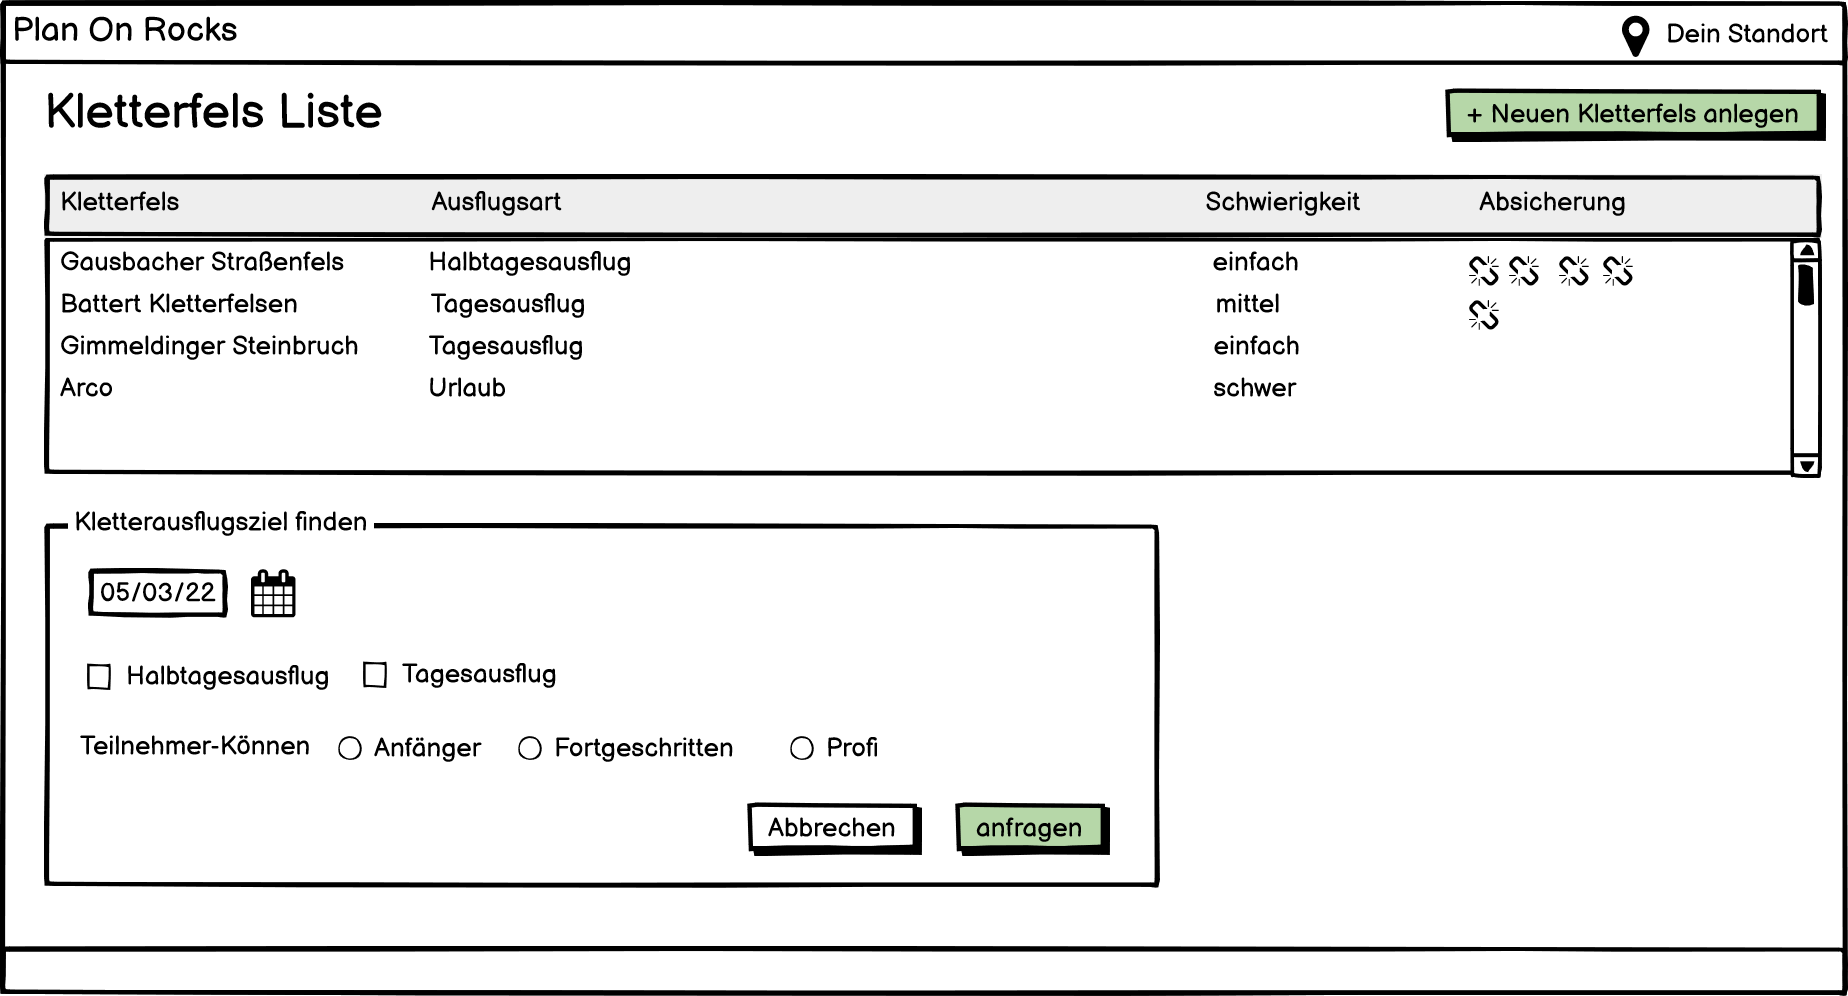 Plan On Rocks Dein Standort
Kletterfels Liste + Neuen Kletterfels anlegen
Kletterfels Ausflugsart Schwierigkeit Absicherung
Gausbacher Straßenfels Halbtagesausflug einfach
Battert Kletterfelsen Tagesausflug mittel
Gimmeldinger Steinbruch Tagesausflug einfach
Arco Urlaub schwer
Kletterausflugsziel finden
05/03/22
Halbtagesausflug Tagesausflug
Teilnehmer-Können Anfänger Fortgeschritten Profi
Abbrechen anfragen